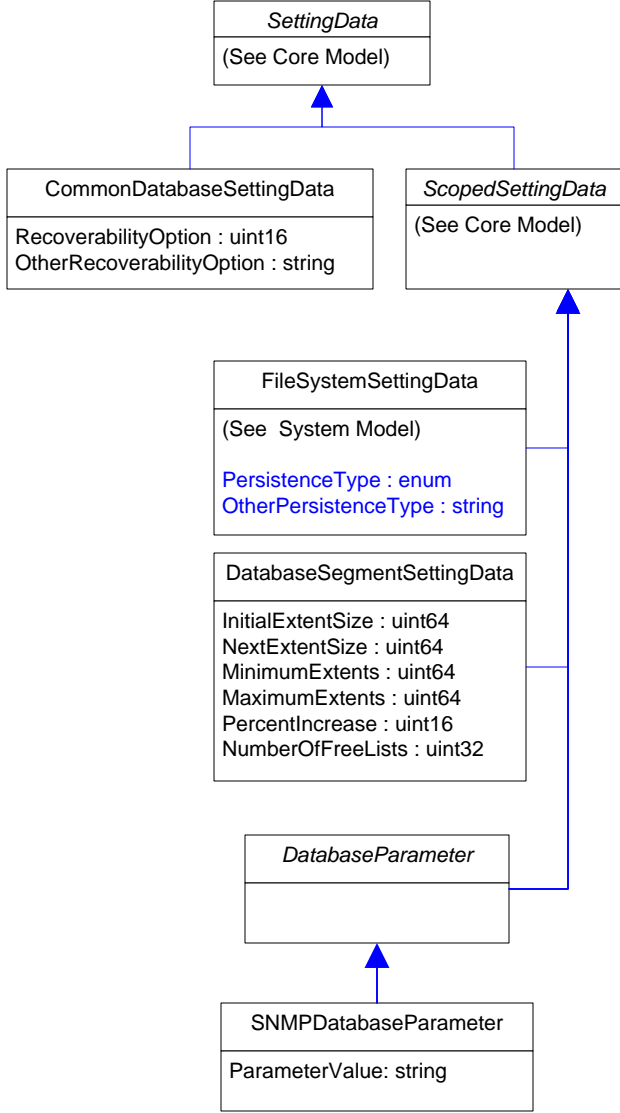 SettingData
(See Core Model)
CommonDatabaseSettingData
RecoverabilityOption : uint16
OtherRecoverabilityOption : string
ScopedSettingData
(See Core Model)
FileSystemSettingData
(See  System Model)
PersistenceType : enum
OtherPersistenceType : string
DatabaseSegmentSettingData
InitialExtentSize : uint64
NextExtentSize : uint64
MinimumExtents : uint64
MaximumExtents : uint64
PercentIncrease : uint16
NumberOfFreeLists : uint32
DatabaseParameter
SNMPDatabaseParameter
ParameterValue: string